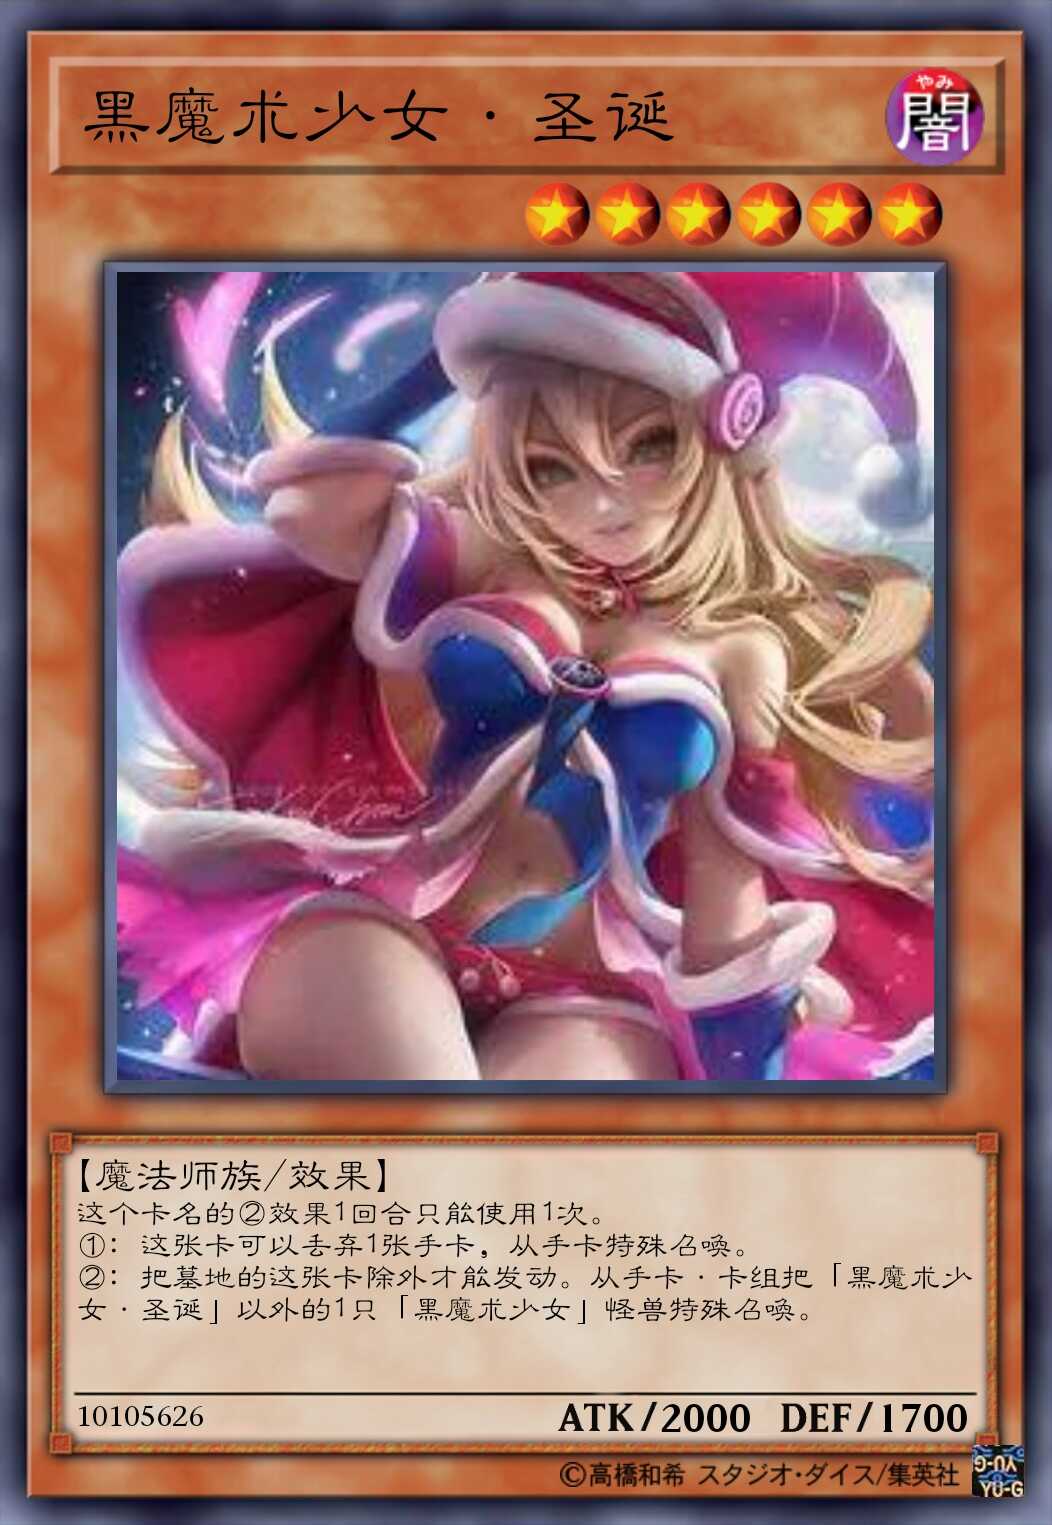 黑魔术少女·圣诞
やみ
闇
【魔法师族/效果】
这个卡名的②效果1回合只能使用1次。
①：这张卡可以丢弃1张手卡，从手卡特殊召唤。
②：把墓地的这张卡除外才能发动。从手卡·卡组把「黑魔术少
女·圣诞」以外的1只「黑魔术少女」怪兽特殊召唤。
10105626
ATK/2000 DEF/1700
©高橋和希 スタジオ・ダイス/集英社
YU-G
YU-G